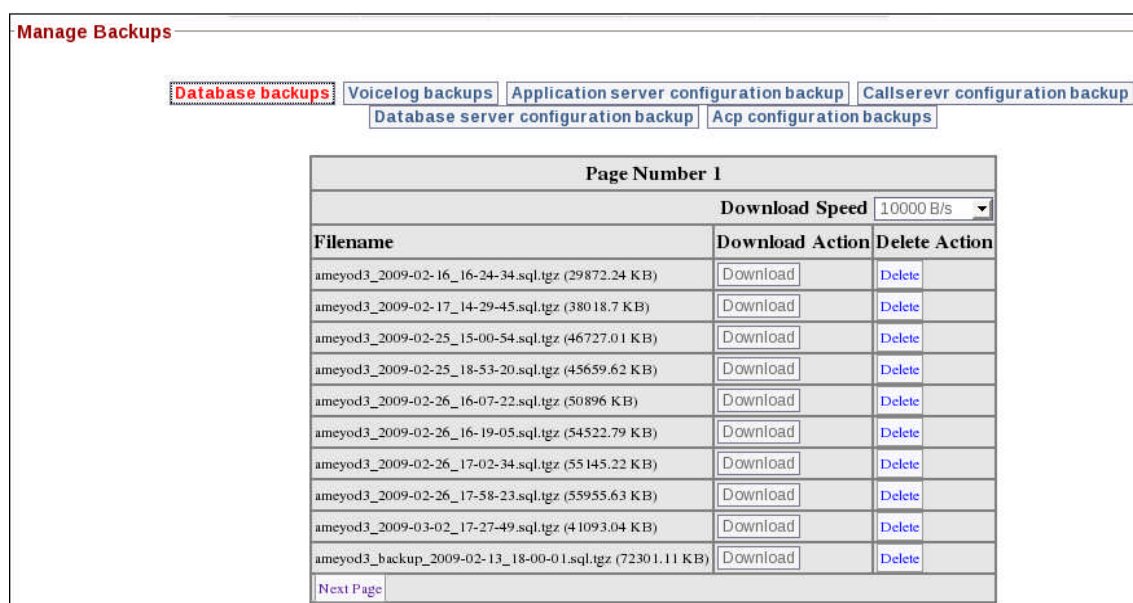 Manage Backups
Database backups Voicelog backups Application server configuration backup Callserevr configuration backup
Database server configuration backup Acp configuration backups
Page Number 1
Download Speed 10000 B/s
Filename Download Action Delete Action
ameyod3_2009-02-16_16-24-34.sql.tgz (29872.24 KB) Download Delete
ameyod3_2009-02-17_14-29-45.sql.tgz (38018.7 KB) Download Delete
ameyod3_2009-02-25_15-00-54.sql.tgz (46727.01 KB) Download Delete
ameyod3_2009-02-25_18-53-20.sql.tgz (45659.62 KB) Download Delete
ameyod3_2009-02-26_16-07-22.sql.tgz (50896 KB) Download Delete
ameyod3_2009-02-26_16-19-05.sql.tgz (54522.79 KB) Download Delete
ameyod3_2009-02-26_17-02-34.sql.tgz (55145.22 KB) Download Delete
ameyod3_2009-02-26_17-58-23.sql.tgz (55955.63 KB) Download Delete
ameyod3_2009-03-02_17-27-49.sql.tgz (41093.04 KB) Download Delete
ameyod3_backup_2009-02-13_18-00-01.sql.tgz (72301.11 KB) Download Delete
Next Page